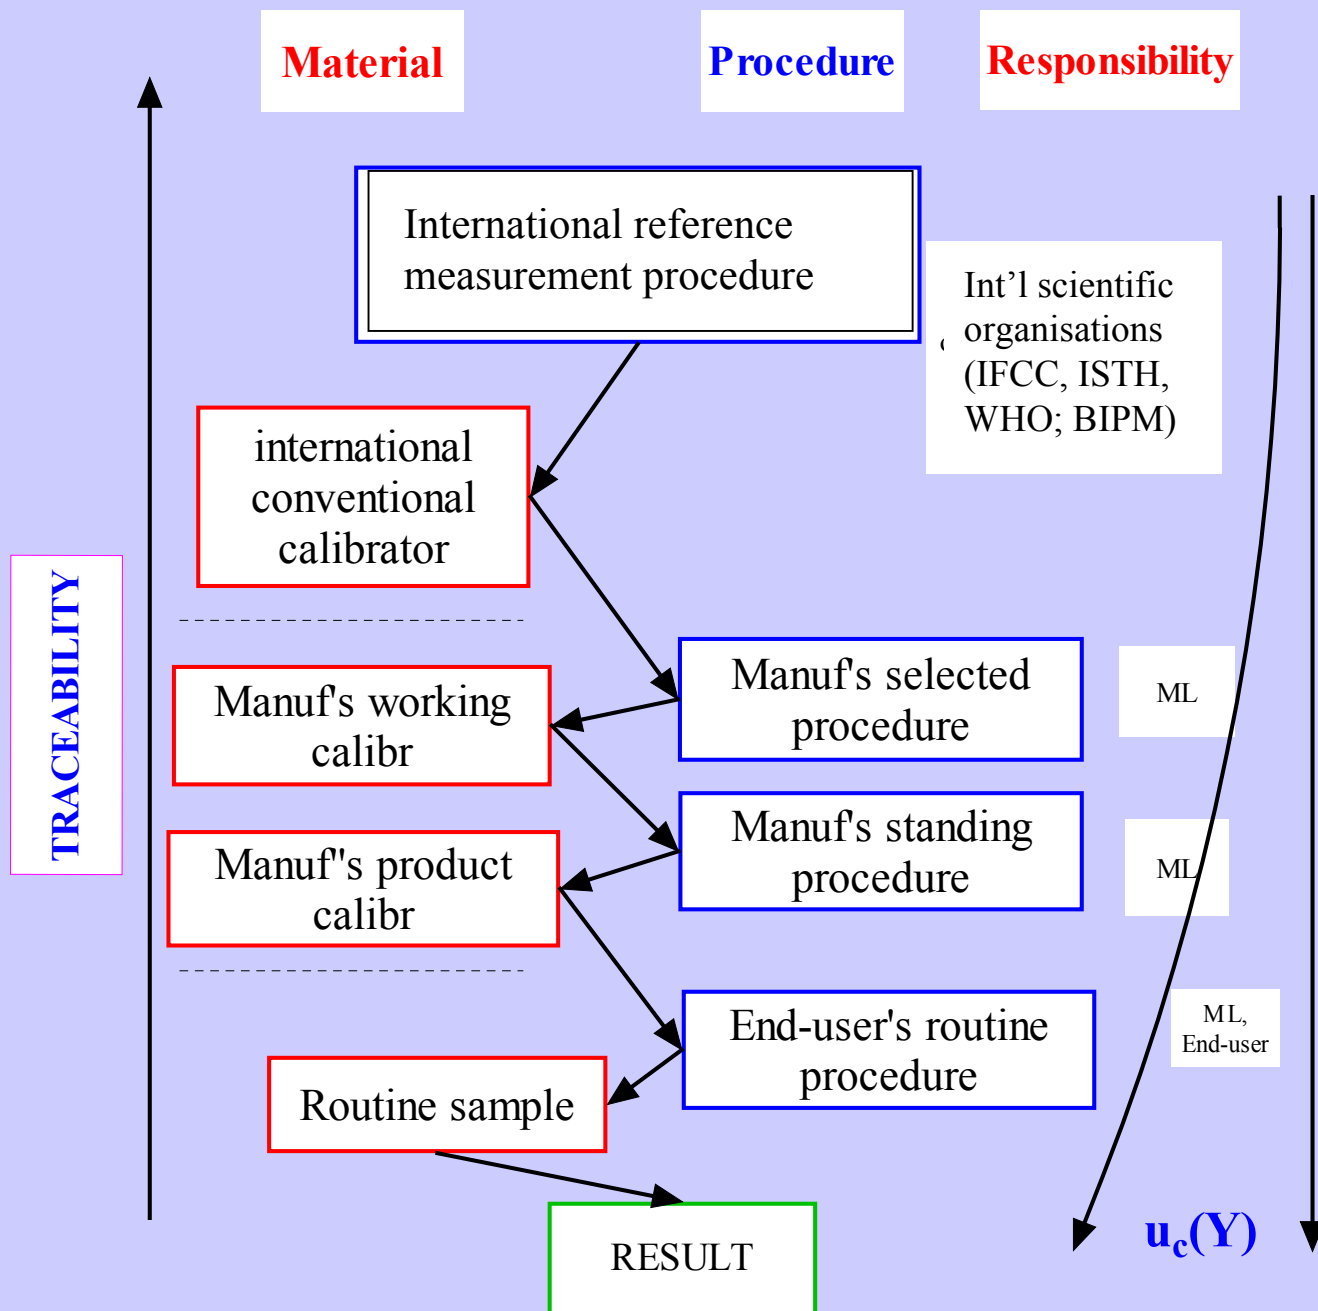 Material
Procedure
Responsibility
International reference
measurement procedure
Int’l scientific
organisations
(IFCC, ISTH,
WHO; BIPM)
international
conventional
calibrator
TRACEABILITY
Manuf's selected
procedure
ML
Manuf's working
calibr
Manuf's standing
procedure
ML
Manuf''s product
calibr
End-user's routine
procedure
ML,
End-user
Routine sample
RESULT
uc(Y)